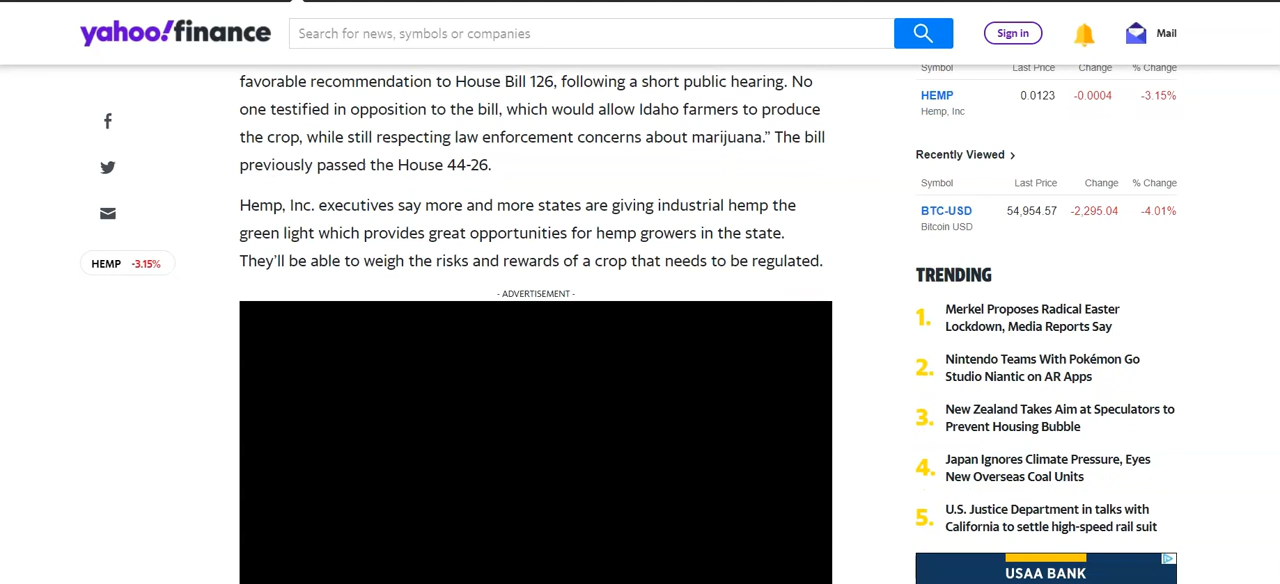 yahoo!finance
Search for news, symbols or companies
Sign in
Mail
favorable recommendation to House Bill 126, following a short public hearing. No
one testified in opposition to the bill, which would allow Idaho farmers to produce
the crop, while still respecting law enforcement concerns about marijuana.” The bill
previously passed the House 44-26.
Hemp, Inc. executives say more and more states are giving industrial hemp the
green light which provides great opportunities for hemp growers in the state.
They’ll be able to weigh the risks and rewards of a crop that needs to be regulated.
HEMP -3.15%
- ADVERTISEMENT -
Symbol Last Price Change % Change
HEMP 0.0123 -0.0004 -3.15%
Hemp, Inc
Recently Viewed
Symbol Last Price Change % Change
BTC-USD 54,954.57 -2,295.04 -4.01%
Bitcoin USD
TRENDING
1. Merkel Proposes Radical Easter
Lockdown, Media Reports Say
2. Nintendo Teams With Pokémon Go
Studio Niantic on AR Apps
3. New Zealand Takes Aim at Speculators to
Prevent Housing Bubble
4. Japan Ignores Climate Pressure, Eyes
New Overseas Coal Units
5. U.S. Justice Department in talks with
California to settle high-speed rail suit
USAA BANK